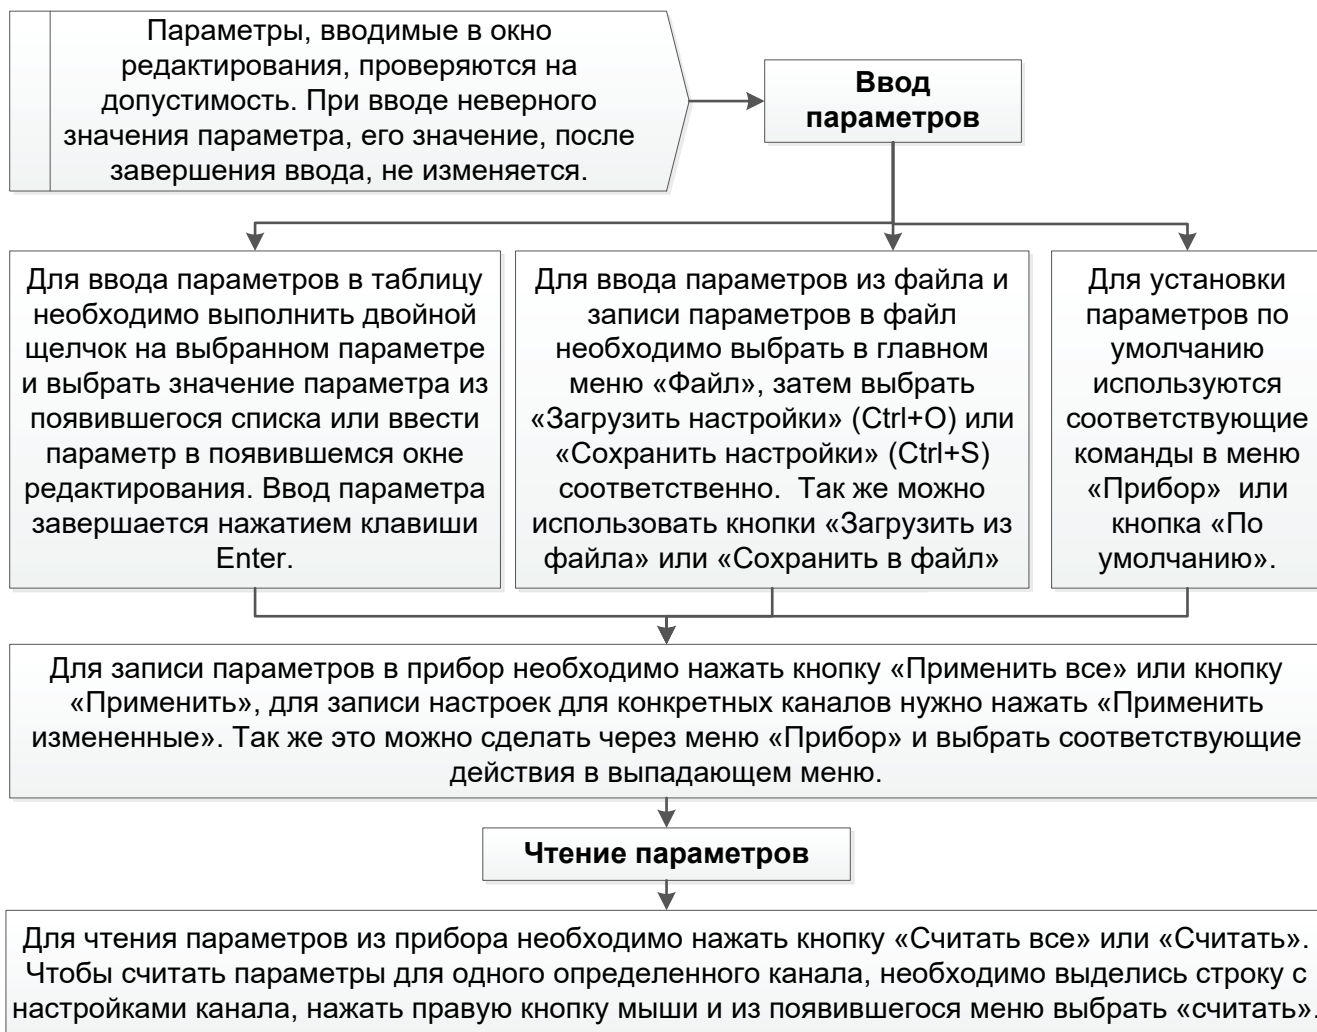 Параметры, вводимые в окно
редактирования, проверяются на
допустимость. При вводе неверного
значения параметра, его значение, после
завершения ввода, не изменяется.
Ввод
параметров
Для ввода параметров в таблицу
необходимо выполнить двойной
щелчок на выбранном параметре
и выбрать значение параметра из
появившегося списка или ввести
параметр в появившемся окне
редактирования. Ввод параметра
завершается нажатием клавиши
Enter.
Для ввода параметров из файла и
записи параметров в файл
необходимо выбрать в главном
меню «Файл», затем выбрать
«Загрузить настройки» (Ctrl+O) или
«Сохранить настройки» (Ctrl+S)
соответственно.  Так же можно
использовать кнопки «Загрузить из
файла» или «Сохранить в файл»
Для установки
параметров по
умолчанию
используются
соответствующие
команды в меню
«Прибор»  или
кнопка «По
умолчанию».
Для записи параметров в прибор необходимо нажать кнопку «Применить все» или кнопку
«Применить», для записи настроек для конкретных каналов нужно нажать «Применить
измененные». Так же это можно сделать через меню «Прибор» и выбрать соответствующие
действия в выпадающем меню.
Чтение параметров
Для чтения параметров из прибора необходимо нажать кнопку «Считать все» или «Считать».
Чтобы считать параметры для одного определенного канала, необходимо выделись строку с
настройками канала, нажать правую кнопку мыши и из появившегося меню выбрать «считать».